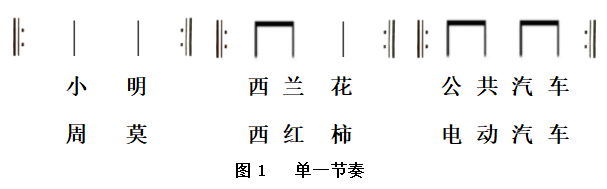 小 明 西 兰 花 公 共 汽 车
周 莫 西 红 柿 电 动 汽 车
图 1 单一节奏